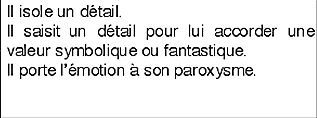 Il isole un détail.
Il saisit un détail pour lui accorder une
valeur symbolique ou fantastique.
Il porte l'émotion à son paroxysme.